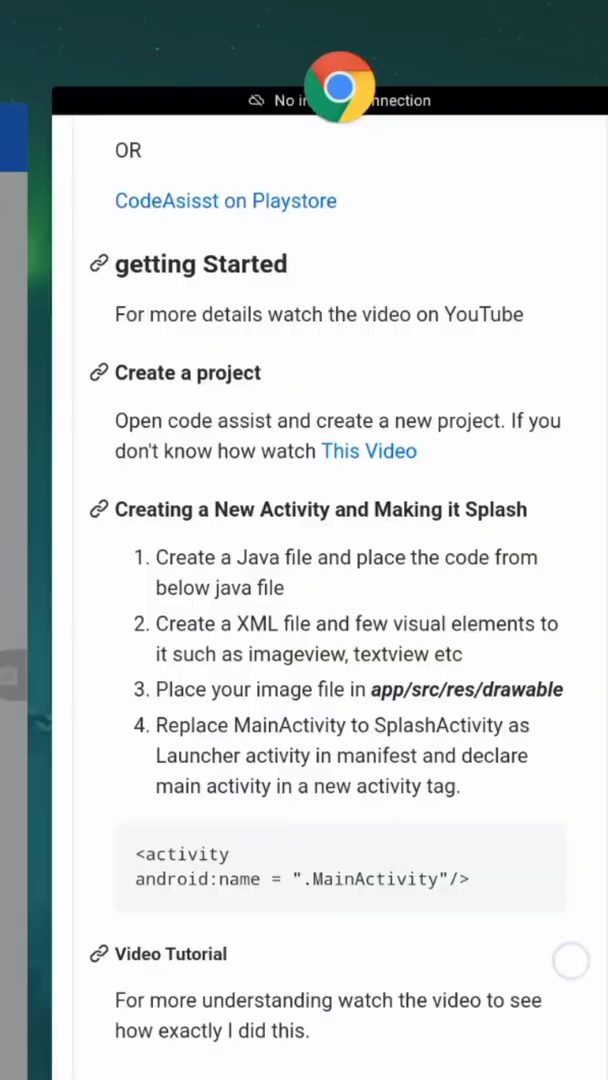 No in
nnection
OR
CodeAsisst on Playstore
getting Started
For more details watch the video on YouTube
Create a project
Open code assist and create a new project. If you
don't know how watch This Video
Creating a New Activity and Making it Splash
1. Create a Java file and place the code from
below java file
2. Create a XML file and few visual elements to
it such as imageview, textview etc
3. Place your image file in app/src/res/drawable
4. Replace MainActivity to SplashActivity as
Launcher activity in manifest and declare
main activity in a new activity tag.
<activity
android:name = ".MainActivity"/>
Video Tutorial
For more understanding watch the video to see
how exactly I did this.